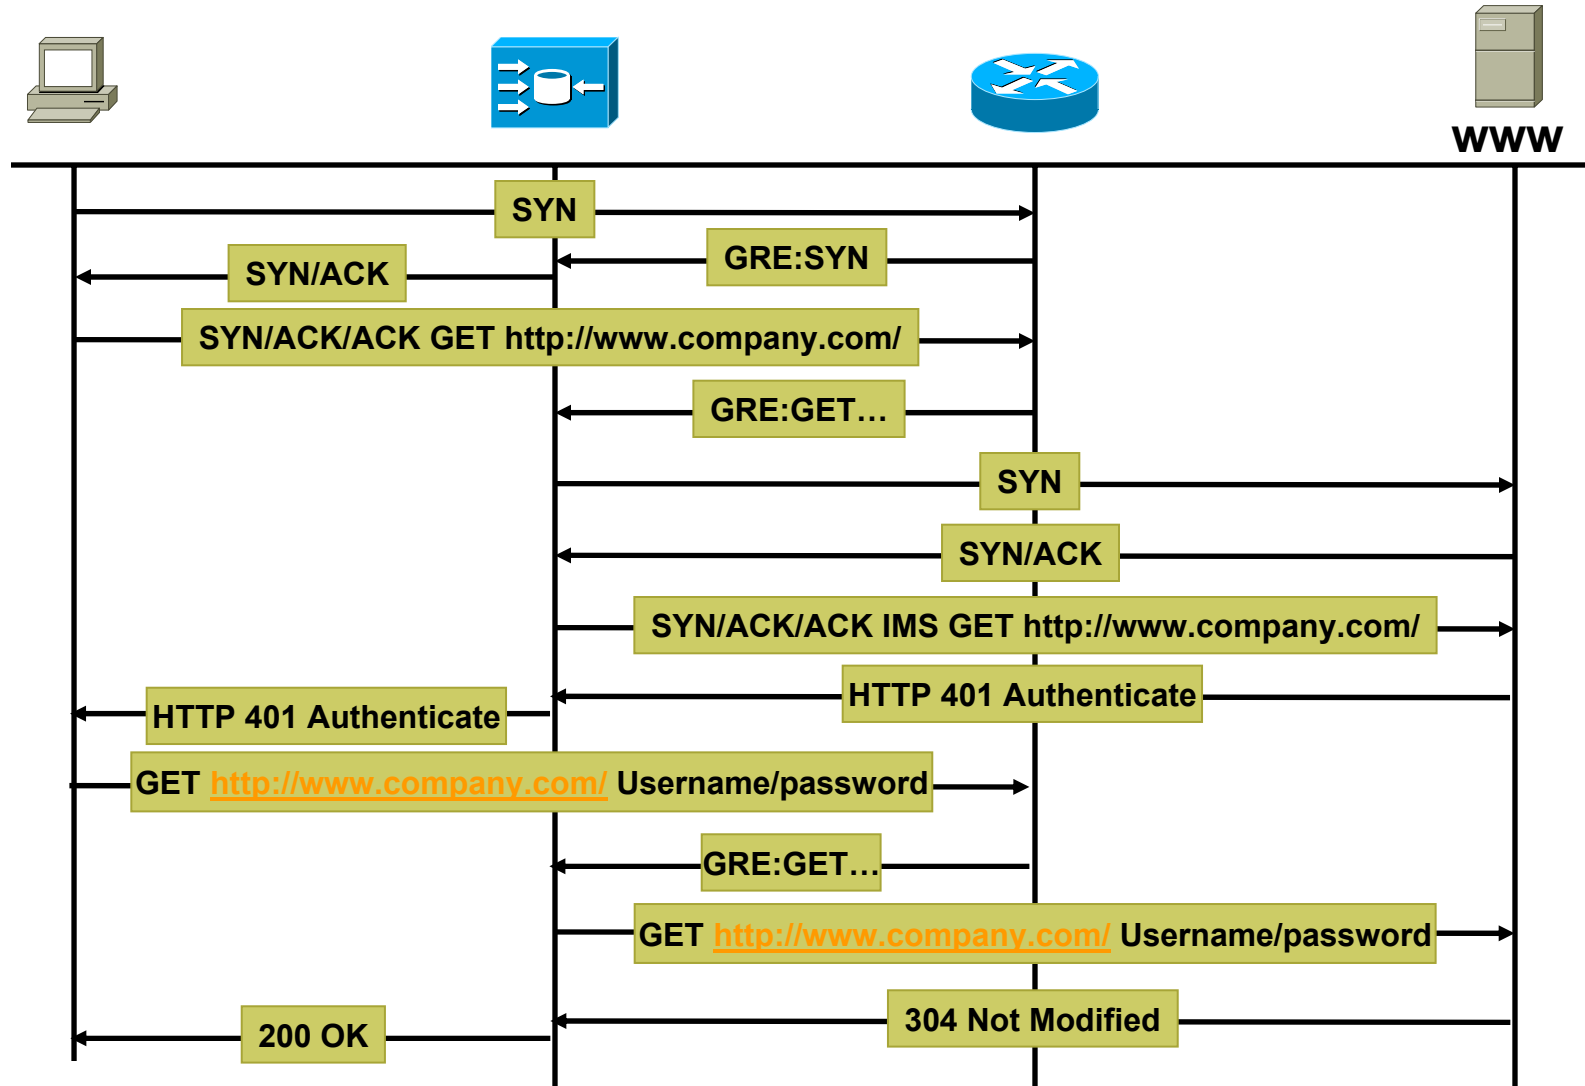 WWW
SYN
GRE:SYN
SYN/ACK
SYN/ACK/ACK GET http://www.company.com/
GRE:GET…
SYN
SYN/ACK
SYN/ACK/ACK IMS GET http://www.company.com/
HTTP 401 Authenticate
HTTP 401 Authenticate
GET http://www.company.com/ Username/password
GRE:GET…
GET http://www.company.com/ Username/password
304 Not Modified
200 OK